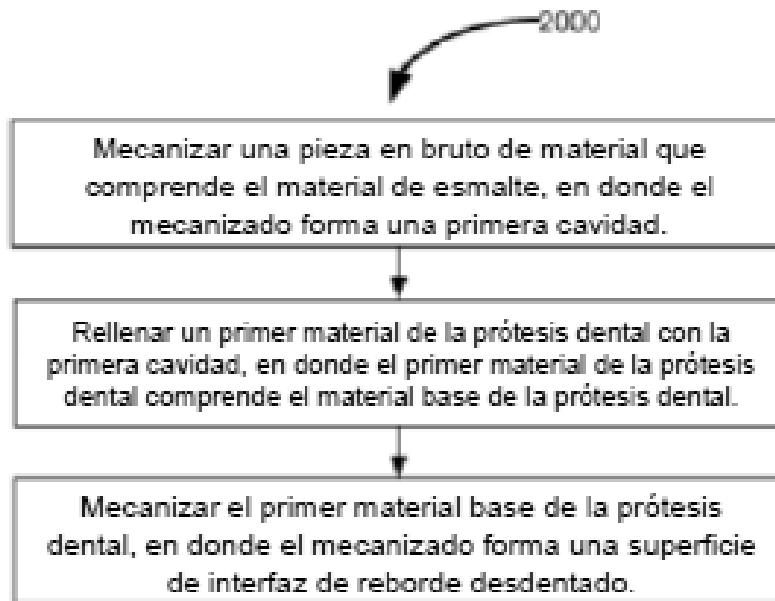 2000
Mecanizar una pieza en bruto de material que
comprende el material de esmalte, en donde el
mecanizado forma una primera cavidad.
Rellenar un primer material de la prótesis dental con la
primera cavidad, en donde el primer material de la prótesis
dental comprende el material base de la prótesis dental.
Mecanizar el primer material base de la prótesis
dental, en donde el mecanizado forma una superficie
de interfaz de reborde desdentado.